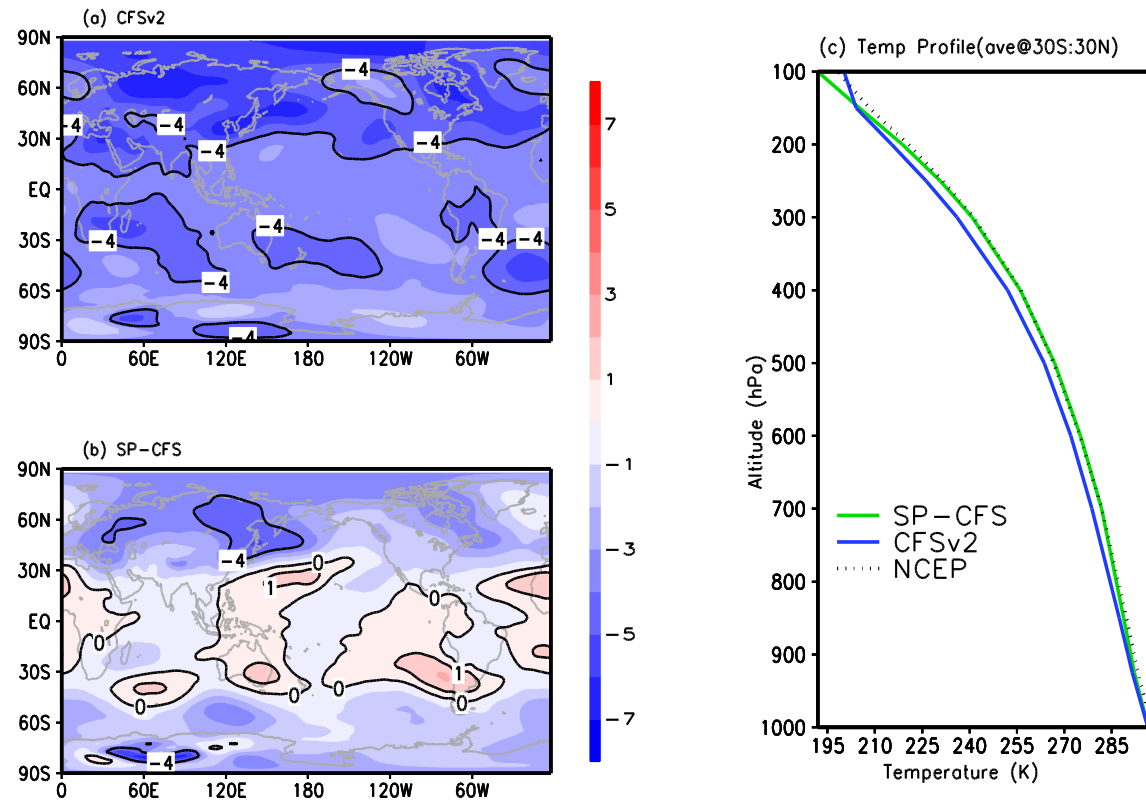 (a) CFSv2
90N
60N
30N
EQ
30S
60S
90S
0 60E 120E 180 120W 60W
-4
-4
-4
-4
-4
-4
-4
-4
-4
-4
-4
-4
7
5
3
1
-1
-3
-5
-7
(b) SP-CFS
90N
60N
30N
EQ
30S
60S
90S
0 60E 120E 180 120W 60W
-4
0
1
0
0
1
0
0
0
0
-4
(c) Temp Profile(ave@30S:30N)
Altitude (hPa)
100
200
300
400
500
600
700
800
900
1000
SP-CFS
CFSv2
NCEP
195 210 225 240 255 270 285
Temperature (K)